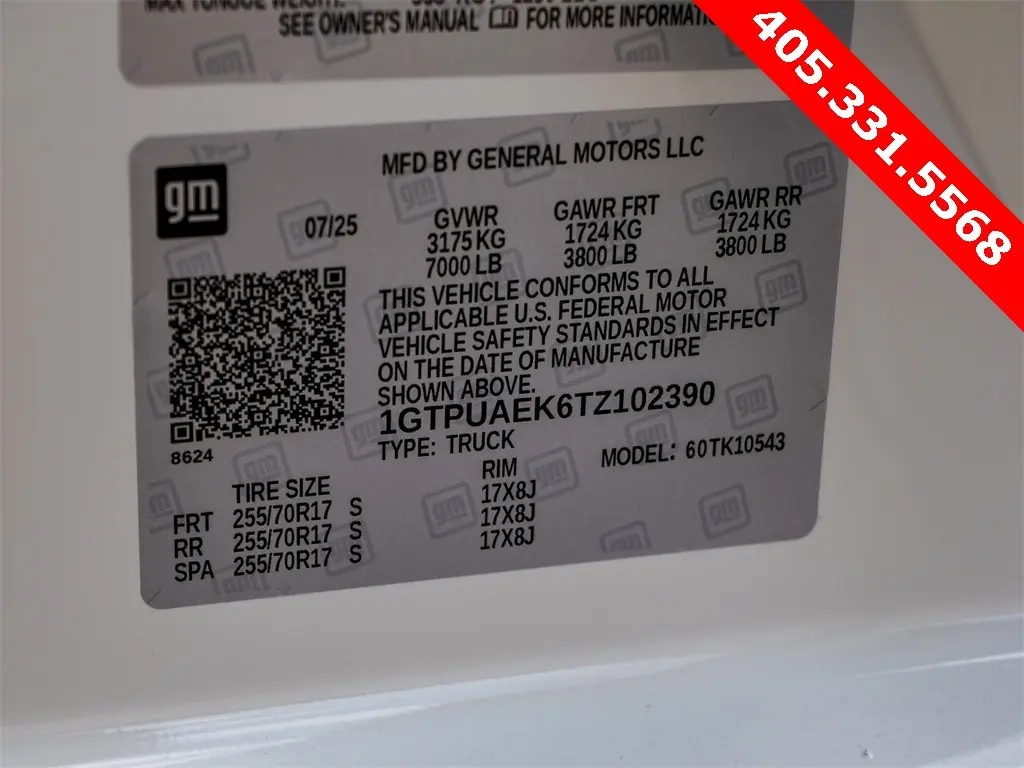 MAX TONGUE WEIGHT:
SEE OWNER'S MANUAL FOR MORE INFORMATION
405.331.5568
gm
MFD BY GENERAL MOTORS LLC
07/25
GVWR GAWR FRT GAWR RR
3175 KG 1724 KG 1724 KG
7000 LB 3800 LB 3800 LB
THIS VEHICLE CONFORMS TO ALL
APPLICABLE U.S. FEDERAL MOTOR
VEHICLE SAFETY STANDARDS IN EFFECT
ON THE DATE OF MANUFACTURE
SHOWN ABOVE.
1GTPUAEK6TZ102390
8624
TYPE: TRUCK MODEL: 60TK10543
TIRE SIZE RIM
FRT 255/70R17 S 17X8J
RR 255/70R17 S 17X8J
SPA 255/70R17 S 17X8J